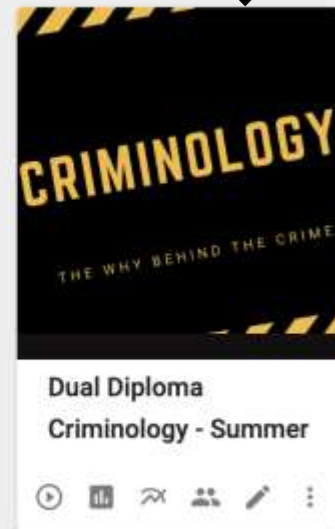 CRIMINOLOGY
THE WHY BEHIND THE CRIME
Dual Diploma
Criminology - Summer